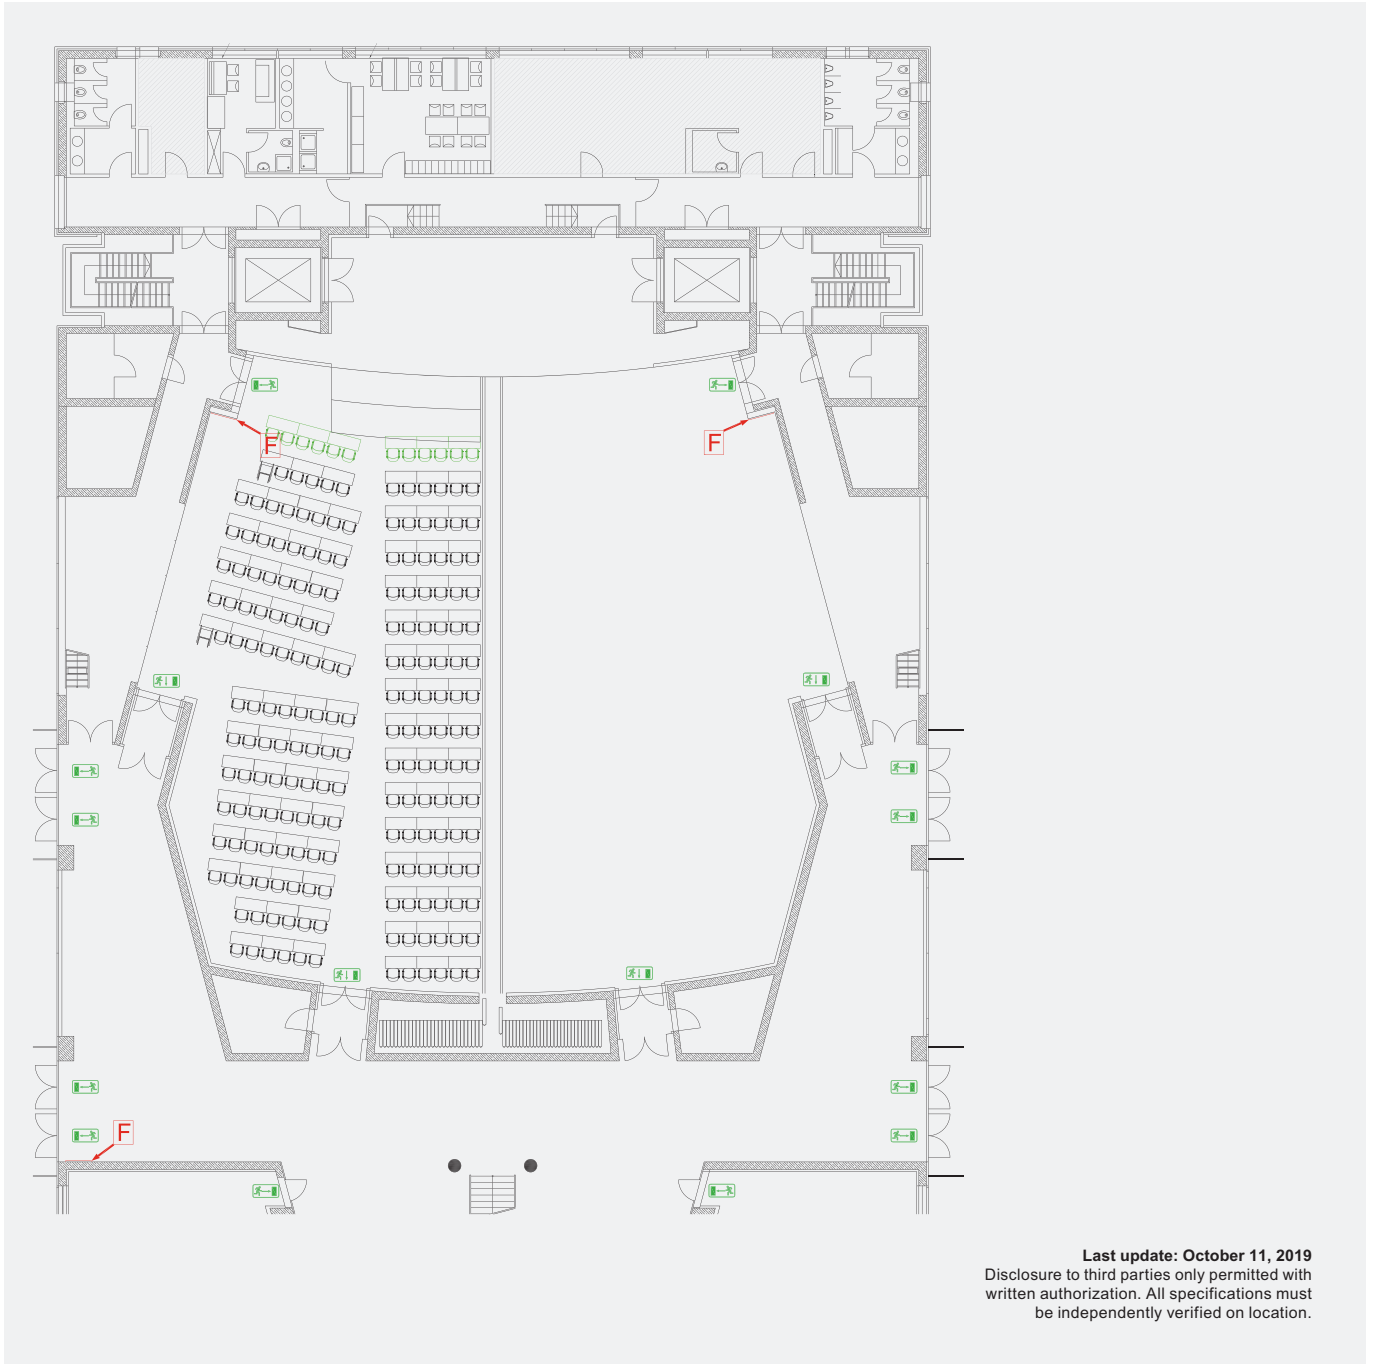 F
F
F
Last update: October 11, 2019
Disclosure to third parties only permitted with
written authorization. All specifications must
be independently verified on location.